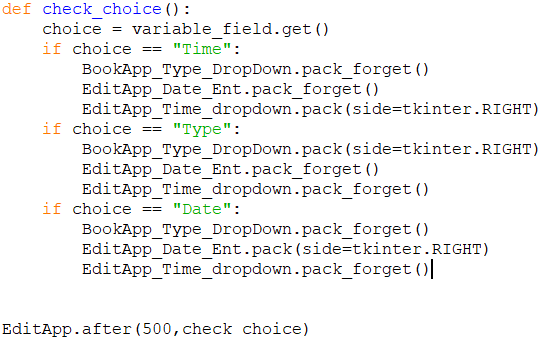 def check_choice():
    choice = variable_field.get()
    if choice == "Time":
        BookApp_Type_DropDown.pack_forget()
        EditApp_Date_Ent.pack_forget()
        EditApp_Time_dropdown.pack(side=tkinter.RIGHT)
    if choice == "Type":
        BookApp_Type_DropDown.pack(side=tkinter.RIGHT)
        EditApp_Date_Ent.pack_forget()
        EditApp_Time_dropdown.pack_forget()
    if choice == "Date":
        BookApp_Type_DropDown.pack_forget()
        EditApp_Date_Ent.pack(side=tkinter.RIGHT)
        EditApp_Time_dropdown.pack_forget()
EditApp.after(500,check choice)